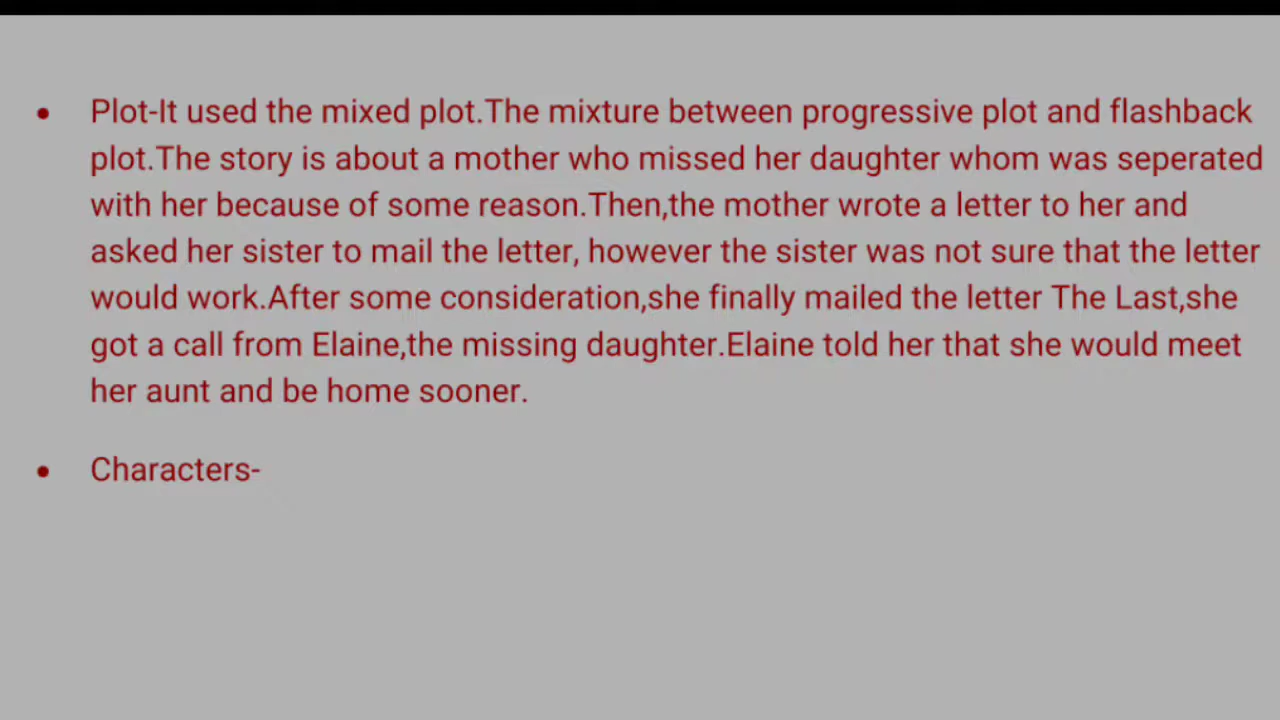 • Plot-It used the mixed plot.The mixture between progressive plot and flashback
plot.The story is about a mother who missed her daughter whom was seperated
with her because of some reason.Then,the mother wrote a letter to her and
asked her sister to mail the letter, however the sister was not sure that the letter
would work.After some consideration,she finally mailed the letter The Last,she
got a call from Elaine,the missing daughter.Elaine told her that she would meet
her aunt and be home sooner.
• Characters-